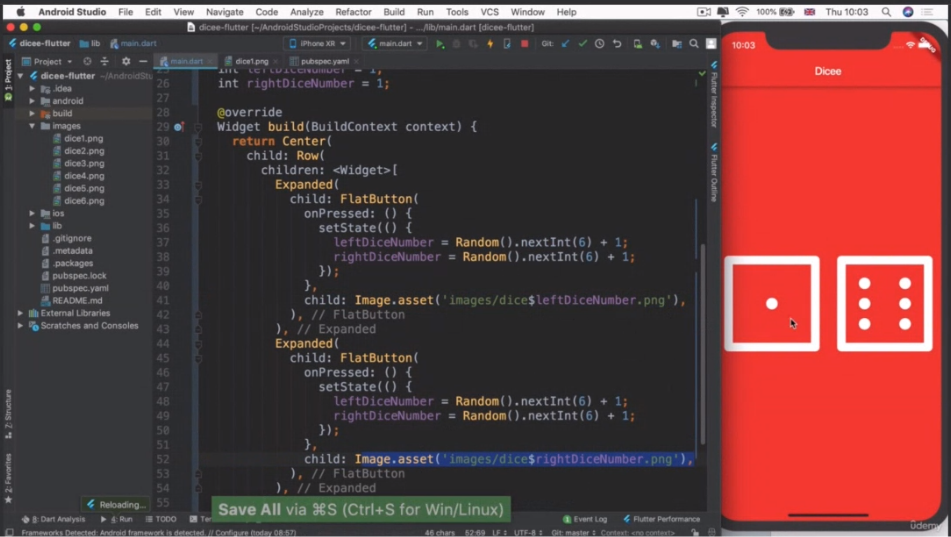 Android Studio File Edit View Navigate Code Analyze Refactor Build Run Tools VCS Window Help 100% Thu 10:03
dicee-flutter [~/AndroidStudioProjects/dicee-flutter] - .../lib/main.dart [dicee-flutter]
dicee-flutter lib main.dart iPhone XR main.dart Git:
Project main.dart dice1.png pubspec.yaml
1: Project
dicee-flutter ~/AndroidStu
.idea
android
build
images
dice1.png
dice2.png
dice3.png
dice4.png
dice5.png
dice6.png
ios
lib
.gitignore
.metadata
.packages
pubspec.lock
pubspec.yaml
README.md
External Libraries
Scratches and Consoles
7: Structure
2: Favorites
26 int rightDiceNumber = 1;
27
28 @override
29 Widget build(BuildContext context) {
30 return Center(
31 child: Row(
32 children: <Widget>[
33 Expanded(
34 child: FlatButton(
35 onPressed: () {
36 setState(() {
37 leftDiceNumber = Random().nextInt(6) + 1;
38 rightDiceNumber = Random().nextInt(6) + 1;
39 });
40 },
41 child: Image.asset('images/dice$leftDiceNumber.png'),
42 ), // FlatButton
43 ), // Expanded
44 Expanded(
45 child: FlatButton(
46 onPressed: () {
47 setState(() {
48 leftDiceNumber = Random().nextInt(6) + 1;
49 rightDiceNumber = Random().nextInt(6) + 1;
50 });
51 },
52 child: Image.asset('images/dice$rightDiceNumber.png'),
53 ), // FlatButton
54 ), // Expanded
55
Flutter Inspector
Flutter Outline
10:03
Dicee
Reloading...
Save All via ⌘S (Ctrl+S for Win/Linux)
Dart Analysis 5: Run TODO Event Log Flutter Performance
Frameworks Detected: Android framework is detected. // Configure (today 08:57) 46 chars 52:69 LF UTF-8 Git: master Context: <no context>
udemy